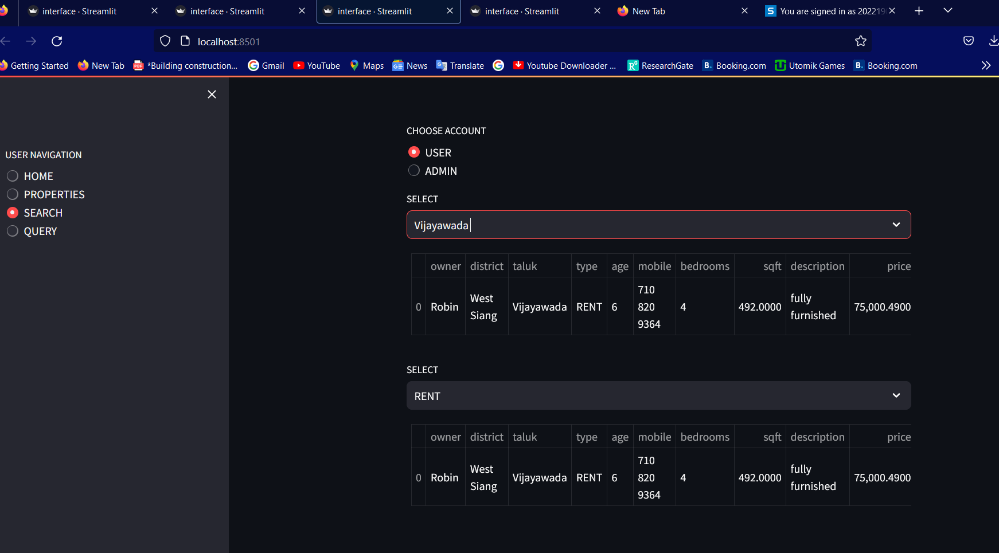 interface · Streamlit
interface · Streamlit
interface · Streamlit
interface · Streamlit
New Tab
You are signed in as
localhost:8501
Getting Started
New Tab
*Building construction...
Gmail
YouTube
Maps
News
Translate
Youtube Downloader ...
ResearchGate
Booking.com
Utomik Games
Booking.com
USER NAVIGATION
HOME
PROPERTIES
SEARCH
QUERY
CHOOSE ACCOUNT
USER
ADMIN
SELECT
Vijayawada
owner district taluk type age mobile bedrooms sqft description price
0 Robin West Siang Vijayawada RENT 6 710 820 9364 4 492.0000 fully furnished 75,000.4900
SELECT
RENT
owner district taluk type age mobile bedrooms sqft description price
0 Robin West Siang Vijayawada RENT 6 710 820 9364 4 492.0000 fully furnished 75,000.4900